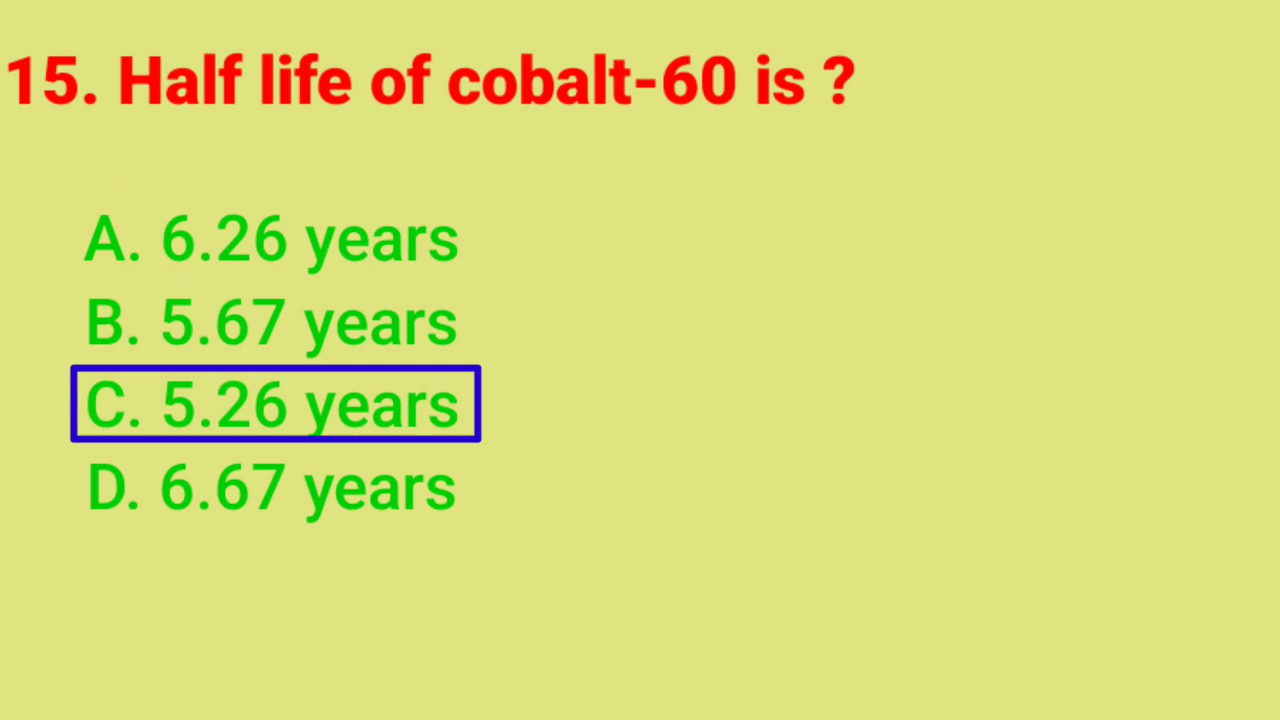 15. Half life of cobalt-60 is ?
A. 6.26 years
B. 5.67 years
C. 5.26 years
D. 6.67 years